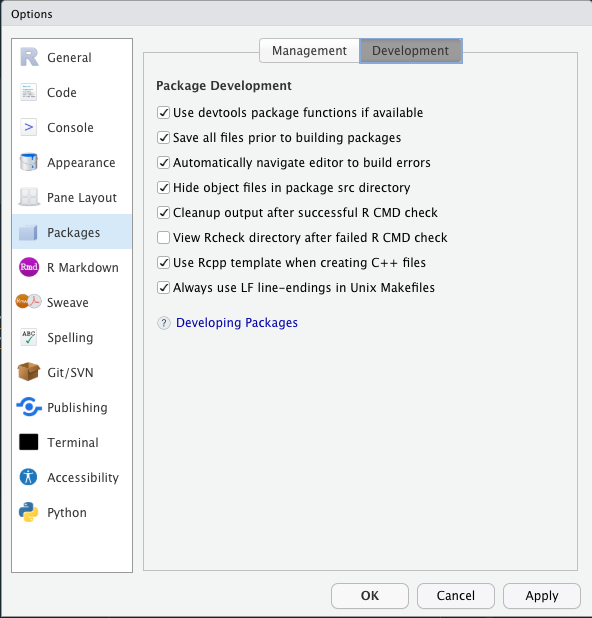 Options
General
Code
Console
Appearance
Pane Layout
Packages
R Markdown
Sweave
Spelling
Git/SVN
Publishing
Terminal
Accessibility
Python
Management
Development
Package Development
Use devtools package functions if available
Save all files prior to building packages
Automatically navigate editor to build errors
Hide object files in package src directory
Cleanup output after successful R CMD check
View Rcheck directory after failed R CMD check
Use Rcpp template when creating C++ files
Always use LF line-endings in Unix Makefiles
? Developing Packages
OK
Cancel
Apply